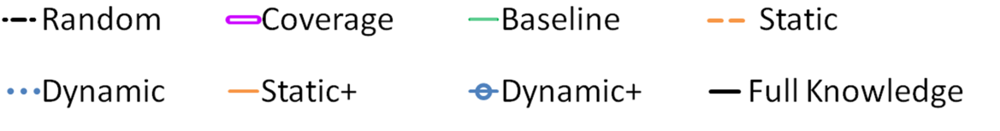 Random Coverage Baseline Static
Dynamic Static+ Dynamic+ Full Knowledge